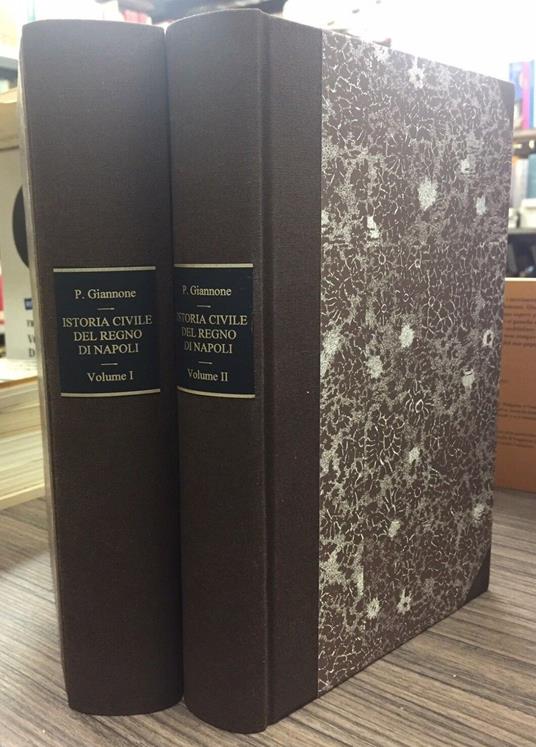 P. Giannone
ISTORIA CIVILE
DEL REGNO
DI NAPOLI
Volume I
P. Giannone
ISTORIA CIVILE
DEL REGNO
DI NAPOLI
Volume II